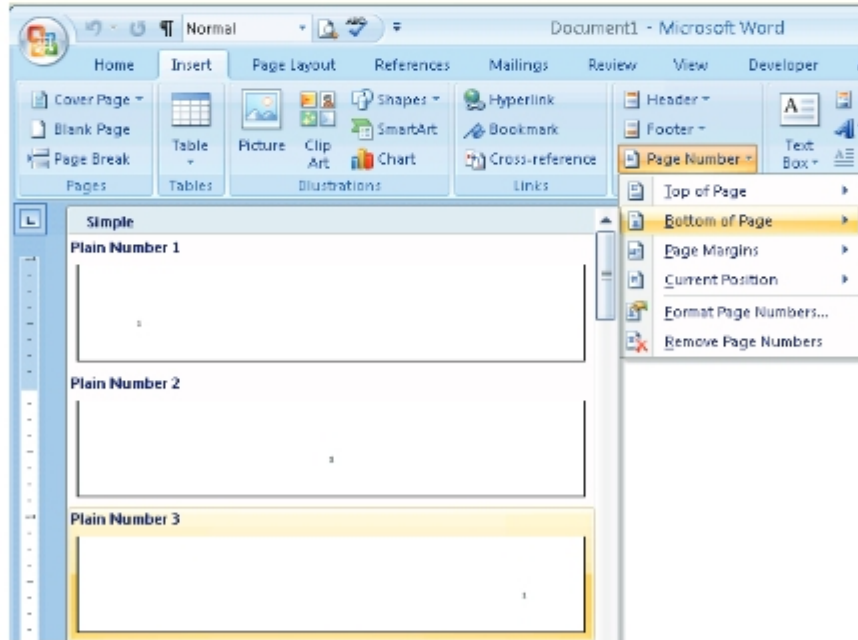 Normal
Document1 - Microsoft Word
Home Insert Page Layout References Mailings Review View Developer
Cover Page
Blank Page
Page Break
Pages
Table
Tables
Picture
Clip
Art
Shapes
SmartArt
Chart
Illustrations
Hyperlink
Bookmark
Cross-reference
Links
Header
Footer
Page Number
A
Text
Box
Top of Page
Bottom of Page
Page Margins
Current Position
Format Page Numbers...
Remove Page Numbers
Simple
Plain Number 1
Plain Number 2
Plain Number 3